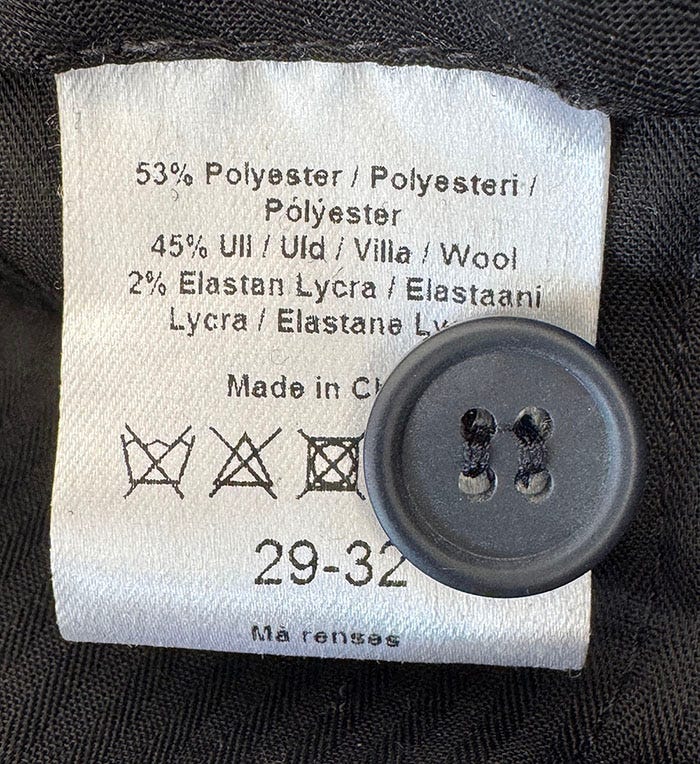 53% Polyester / Polyesteri /
Pólýester
45% Ull / Uld / Villa / Wool
2% Elastan Lycra / Elastaani
Lycra / Elastane
Made in
29-32
Må renses